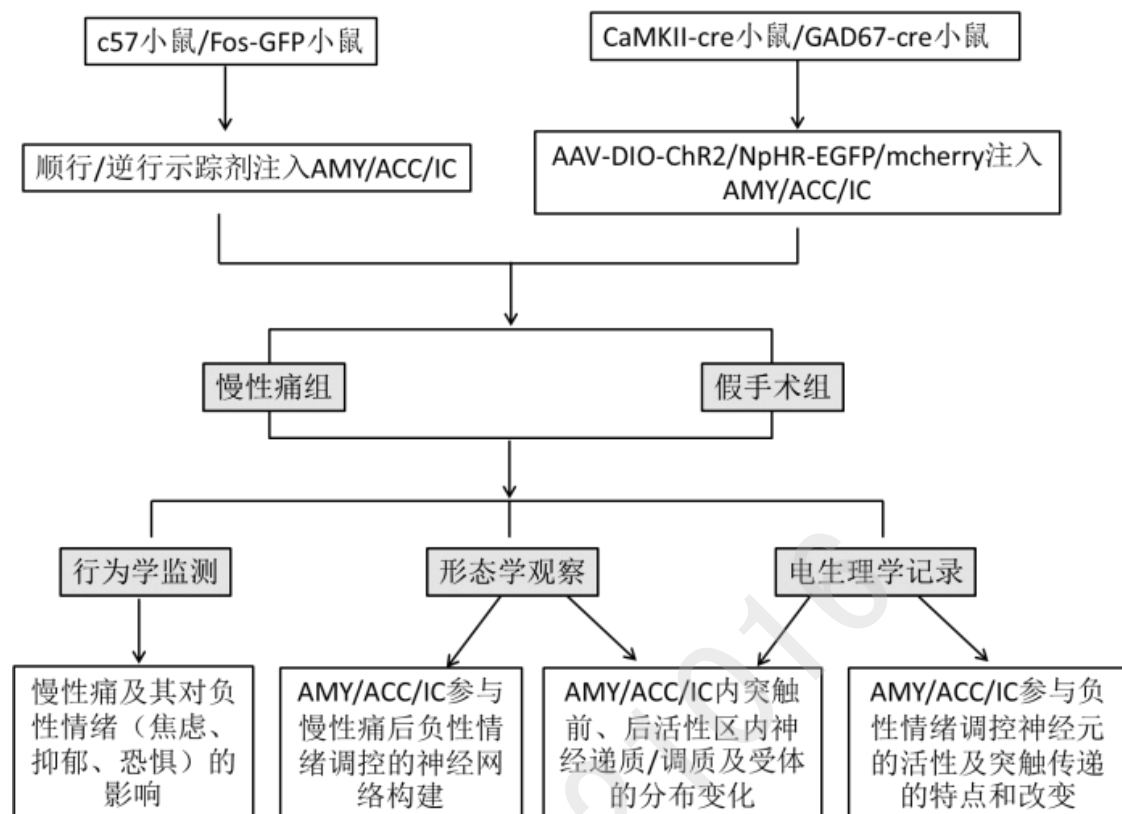 c57小鼠/Fos-GFP小鼠
CaMKII-cre小鼠/GAD67-cre小鼠
顺行/逆行示踪剂注入AMY/ACC/IC
AAV-DIO-ChR2/NpHR-EGFP/mcherry注入
AMY/ACC/IC
慢性痛组
假手术组
行为学监测
形态学观察
电生理学记录
慢性痛及其对负
性情绪（焦虑、
抑郁、恐惧）的
影响
AMY/ACC/IC参与
慢性痛后负性情
绪调控的神经网
络构建
AMY/ACC/IC内突触
前、后活性区内神
经递质/调质及受体
的分布变化
AMY/ACC/IC参与负
性情绪调控神经元
的活性及突触传递
的特点和改变